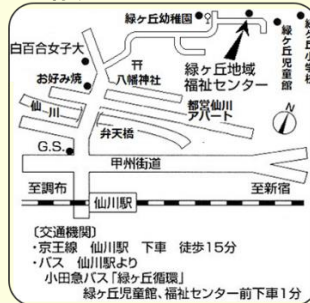 緑ヶ丘幼稚園
緑ヶ丘小学校
緑ヶ丘児童館
白百合女子大
お好み焼
八幡神社
緑ヶ丘地域
福祉センター
仙川
都営仙川
アパート
弁天橋
N
G.S.
甲州街道
至調布
至新宿
仙川駅
〔交通機関〕
・京王線 仙川駅 下車 徒歩15分
・バス 仙川駅より
小田急バス「緑ヶ丘循環」
緑ヶ丘児童館、福祉センター前下車1分